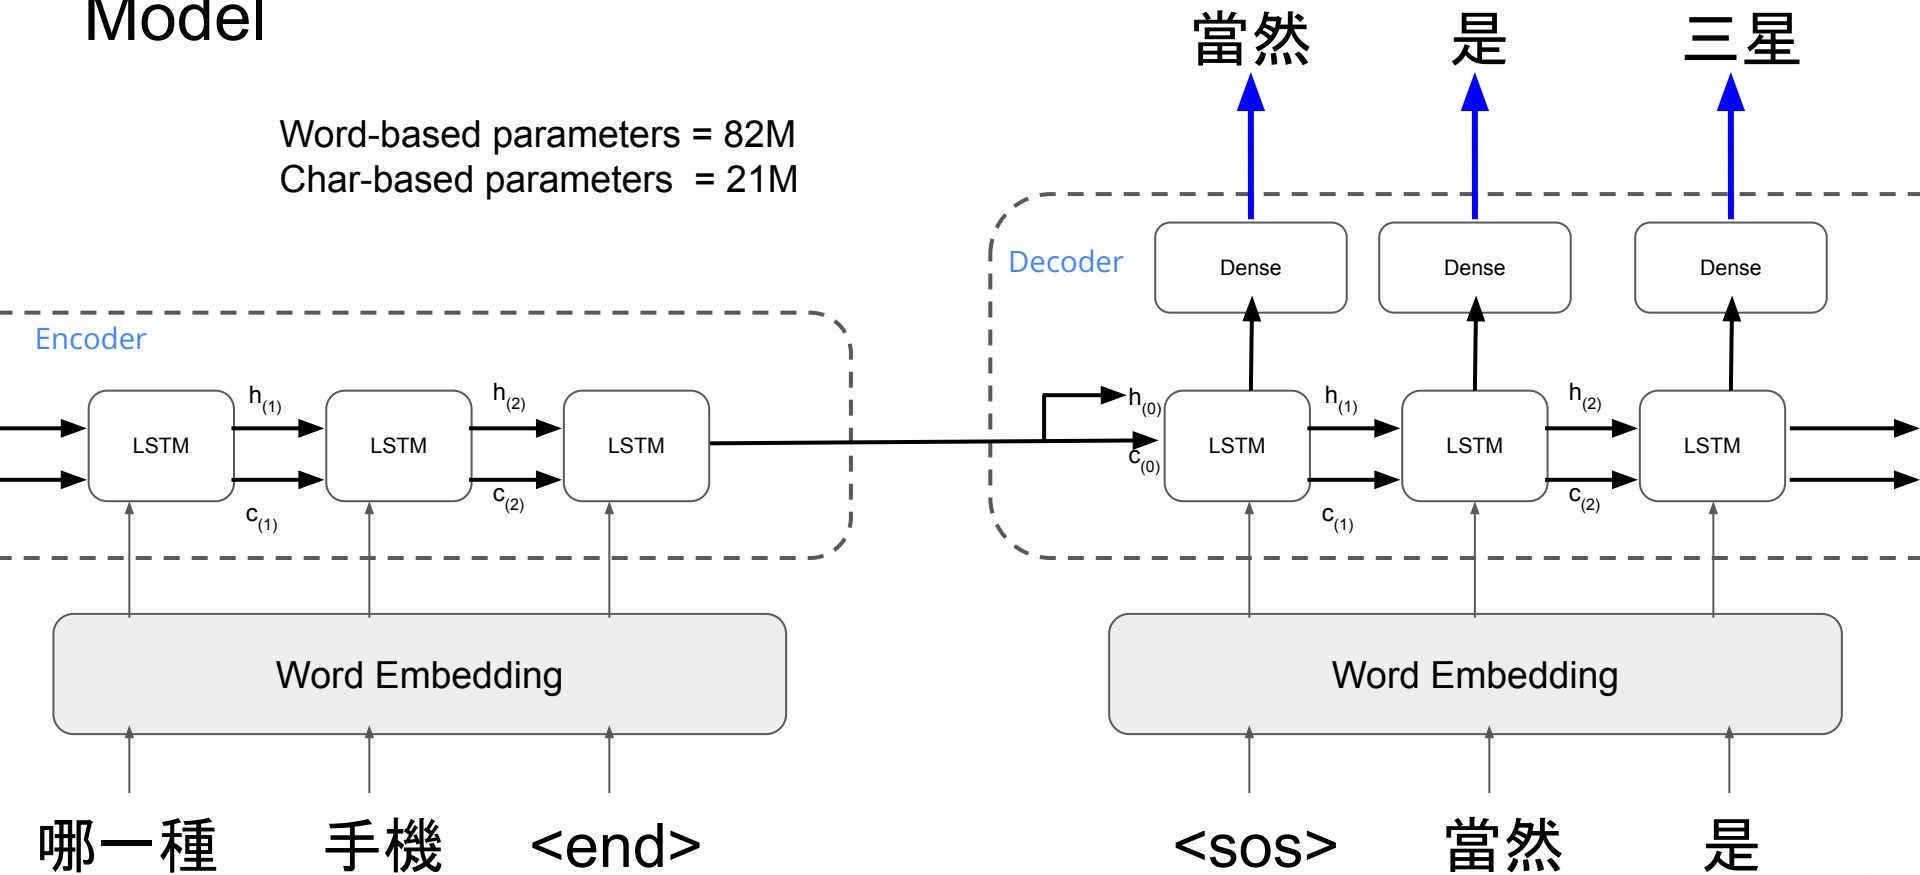 Model
Word-based parameters = 82M
Char-based parameters = 21M
Encoder
h(1)
h(2)
LSTM
LSTM
LSTM
c(1)
c(2)
Word Embedding
哪一種
手機
<end>
當然
是
三星
Decoder
Dense
Dense
Dense
h(0)
h(1)
h(2)
LSTM
LSTM
LSTM
c(0)
c(1)
c(2)
Word Embedding
<sos>
當然
是